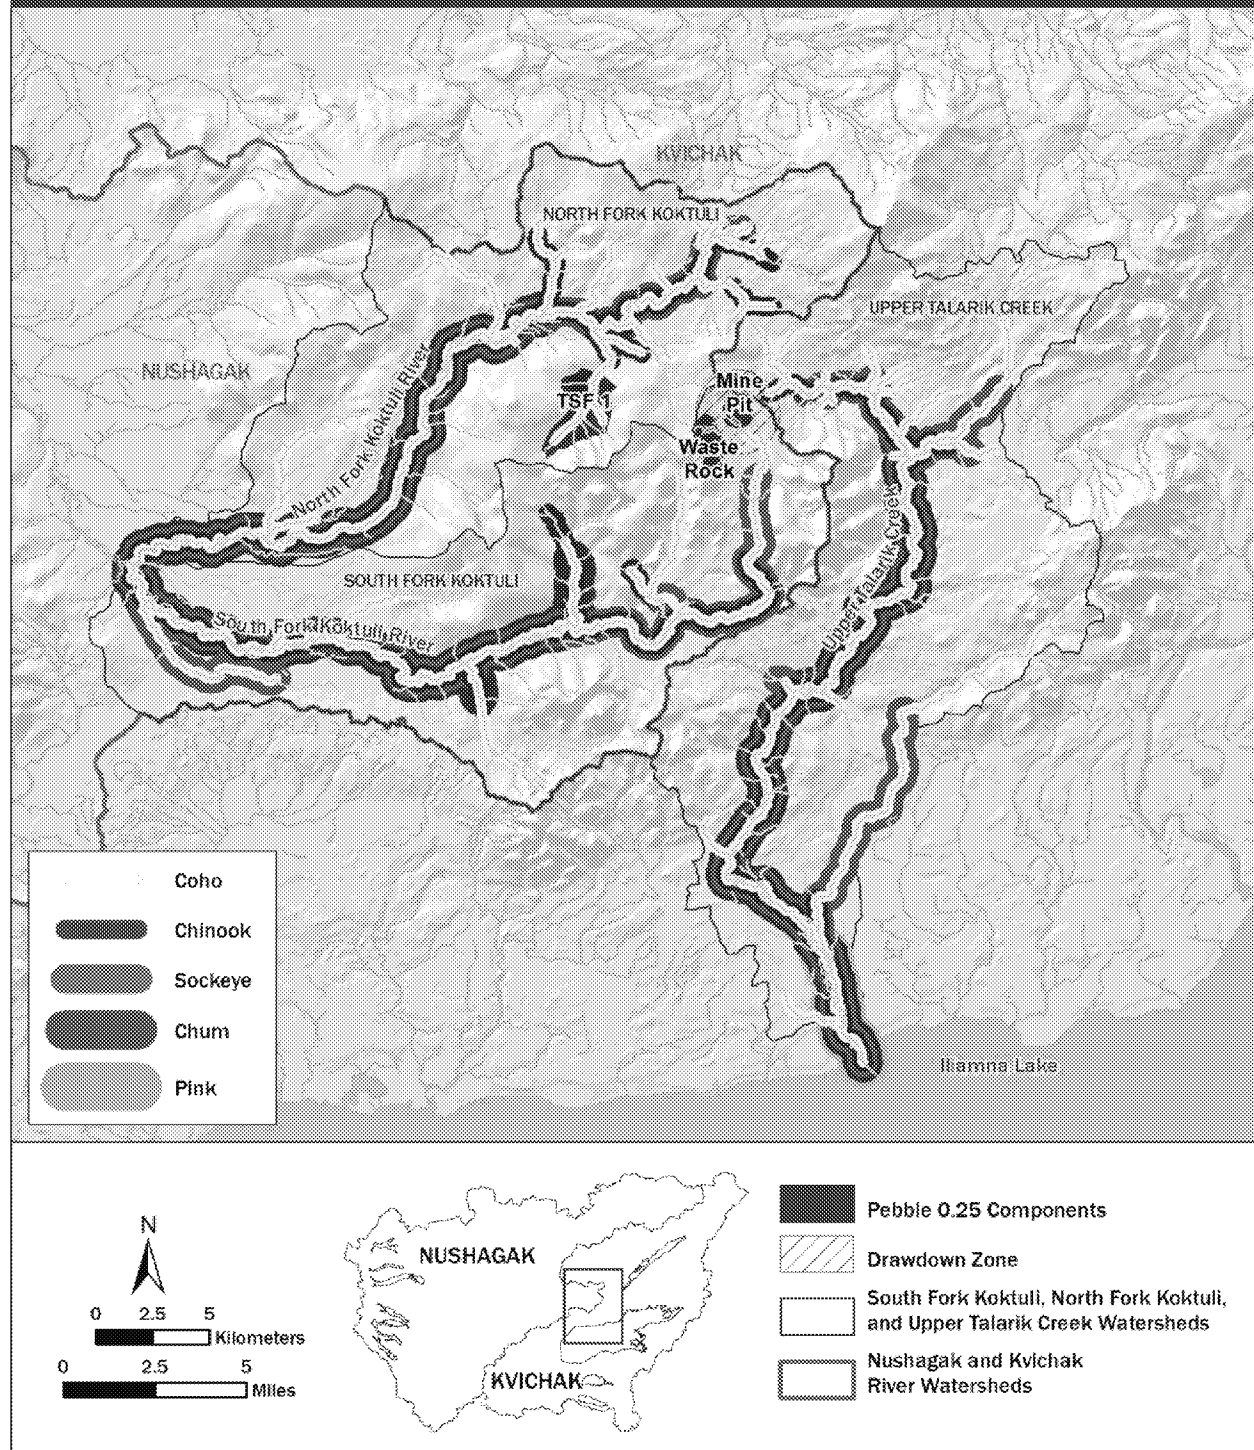 KVICHAK
NORTH FORK KOKTULI
UPPER TALARIK CREEK
NUSHAGAK
North Fork Koktuli River
Mine
Pit
TSF 1
Waste
Rock
Upper Talarik Creek
SOUTH FORK KOKTULI
South Fork Koktuli River
Iliamna Lake
Coho
Chinook
Sockeye
Chum
Pink
N
0 2.5 5
Kilometers
0 2.5 5
Miles
NUSHAGAK
KVICHAK
Pebble 0.25 Components
Drawdown Zone
South Fork Koktuli, North Fork Koktuli,
and Upper Talarik Creek Watersheds
Nushagak and Kvichak
River Watersheds